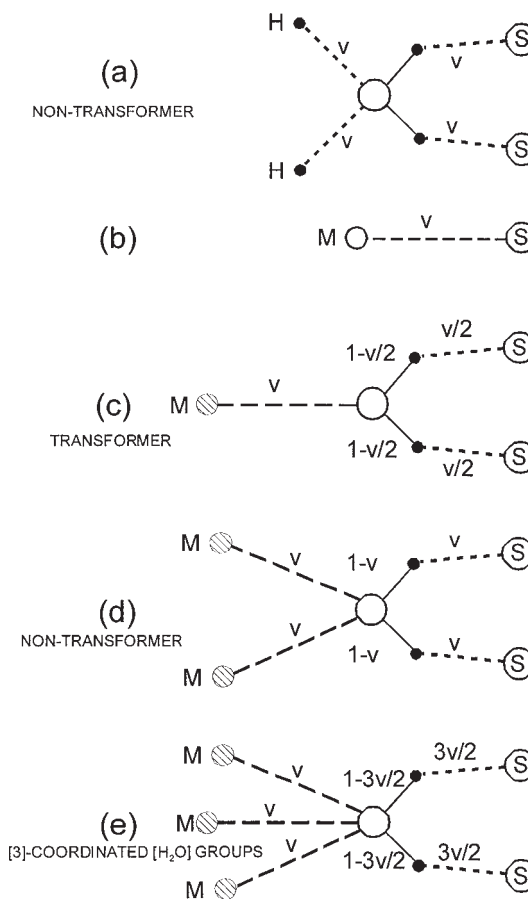 H
v
v
S
(a)
NON-TRANSFORMER
v
v
S
H
(b)
M
v
S
(c)
TRANSFORMER
M
v
1-v/2
v/2
S
1-v/2
v/2
S
(d)
NON-TRANSFORMER
M
v
1-v
v
S
M
v
1-v
v
S
(e)
[3]-COORDINATED [H₂O] GROUPS
M
v
1-3v/2
3v/2
S
M
v
M
v
1-3v/2
3v/2
S